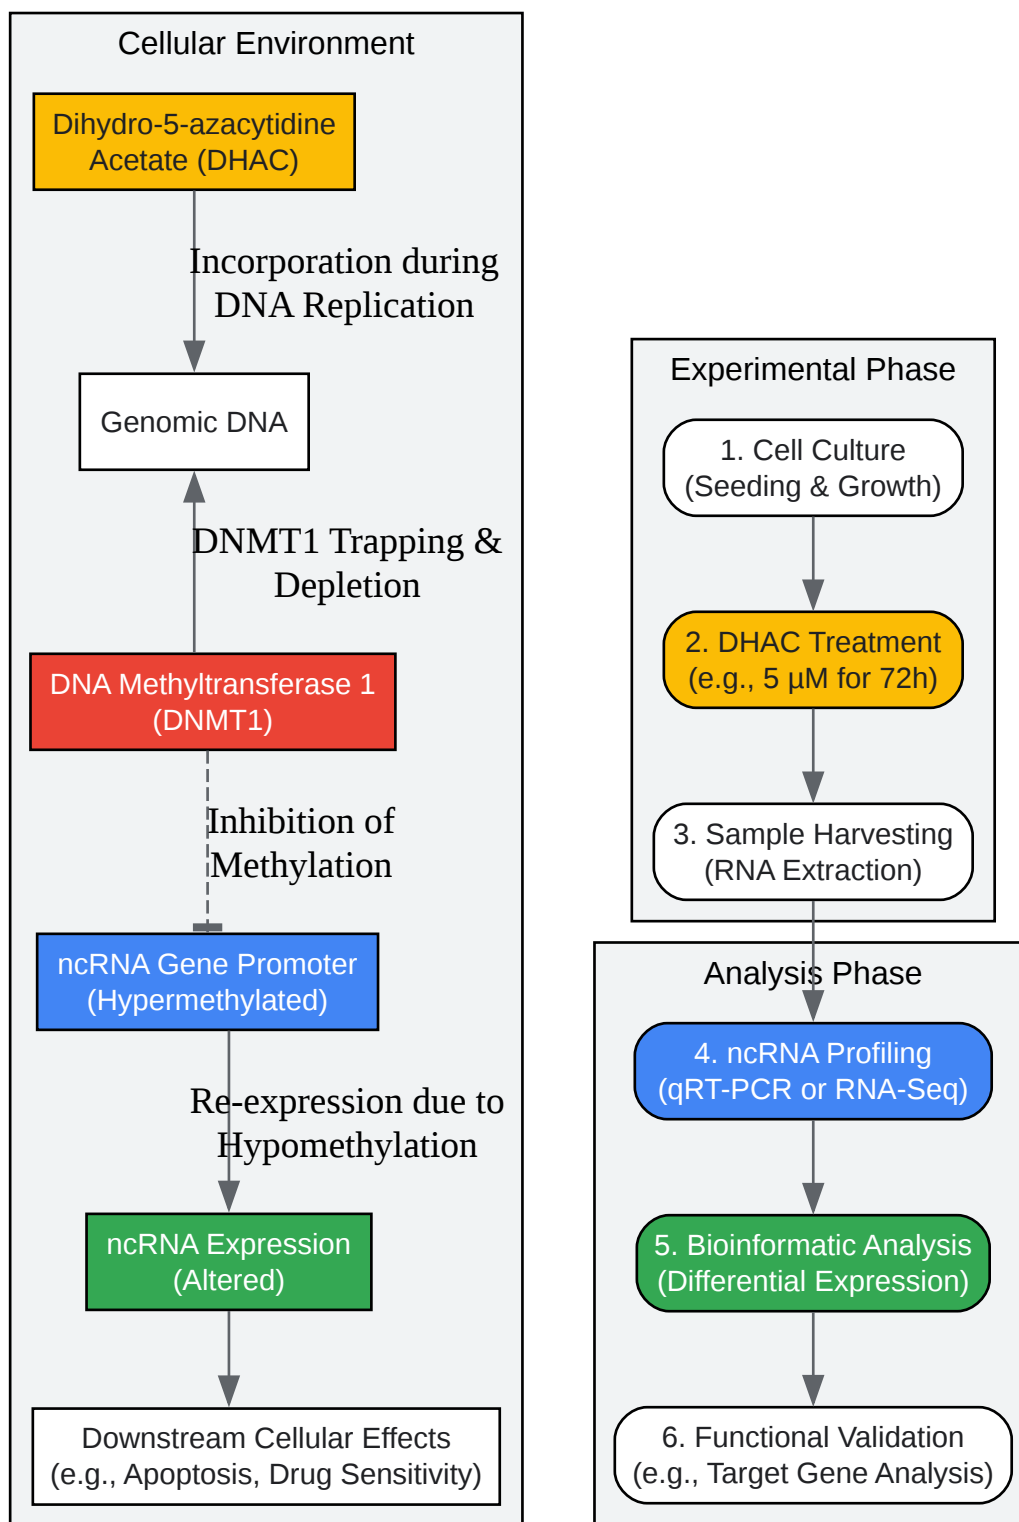 Cellular Environment
Dihydro-5-azacytidine
Acetate (DHAC)
Incorporation during
DNA Replication
Genomic DNA
DNMT1 Trapping &
Depletion
DNA Methyltransferase 1
(DNMT1)
Inhibition of
Methylation
ncRNA Gene Promoter
(Hypermethylated)
Re-expression due to
Hypomethylation
ncRNA Expression
(Altered)
Downstream Cellular Effects
(e.g., Apoptosis, Drug Sensitivity)
Experimental Phase
1. Cell Culture
(Seeding & Growth)
2. DHAC Treatment
(e.g., 5 µM for 72h)
3. Sample Harvesting
(RNA Extraction)
Analysis Phase
4. ncRNA Profiling
(qRT-PCR or RNA-Seq)
5. Bioinformatic Analysis
(Differential Expression)
6. Functional Validation
(e.g., Target Gene Analysis)